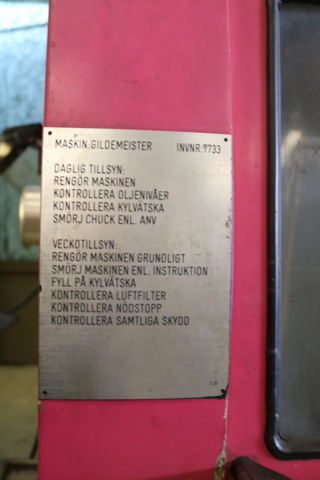 MASKIN:GILDEMEISTER INVNR:7733
DAGLIG TILLSYN:
RENGÖR MASKINEN
KONTROLLERA OLJENIVÅER
KONTROLLERA KYLVÄTSKA
SMÖRJ CHUCK ENL. ANV
VECKOTILLSYN:
RENGÖR MASKINEN GRUNDLIGT
SMÖRJ MASKINEN ENL. INSTRUKTION
FYLL PÅ KYLVÄTSKA
KONTROLLERA LUFTFILTER
KONTROLLERA NÖDSTOPP
KONTROLLERA SAMTLIGA SKYDD